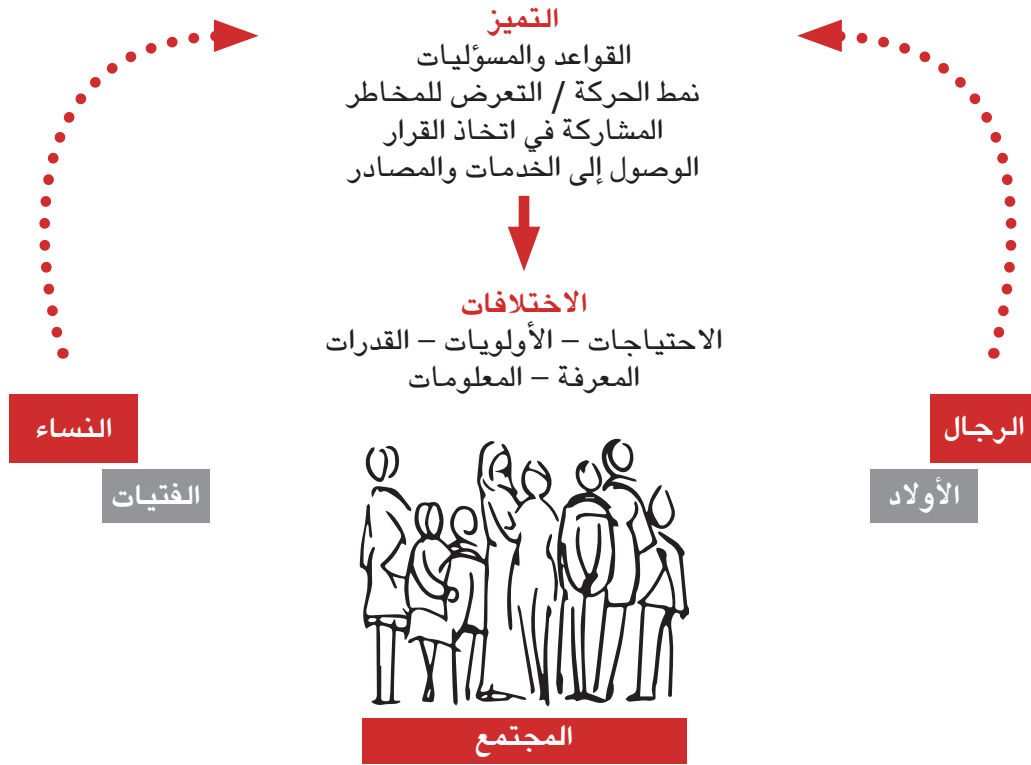 التميز
القواعد والمسؤليات
نمط الحركة / التعرض للمخاطر
المشاركة في اتخاذ القرار
الوصول إلى الخدمات والمصادر
الاختلافات
الاحتياجات – الأولويات – القدرات
المعرفة – المعلومات
الرجال
الأولاد
النساء
الفتيات
المجتمع